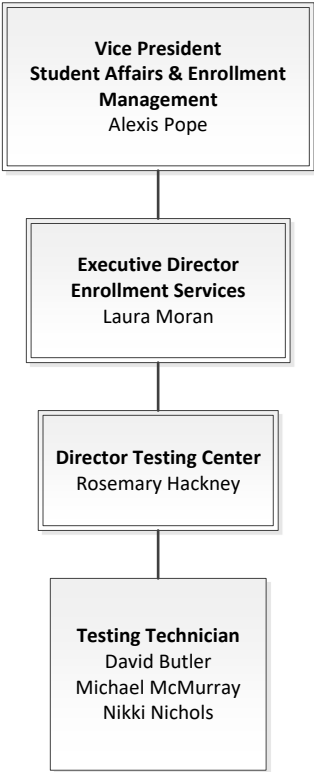 Vice President
Student Affairs & Enrollment
Management
Alexis Pope
Executive Director
Enrollment Services
Laura Moran
Director Testing Center
Rosemary Hackney
Testing Technician
David Butler
Michael McMurray
Nikki Nichols